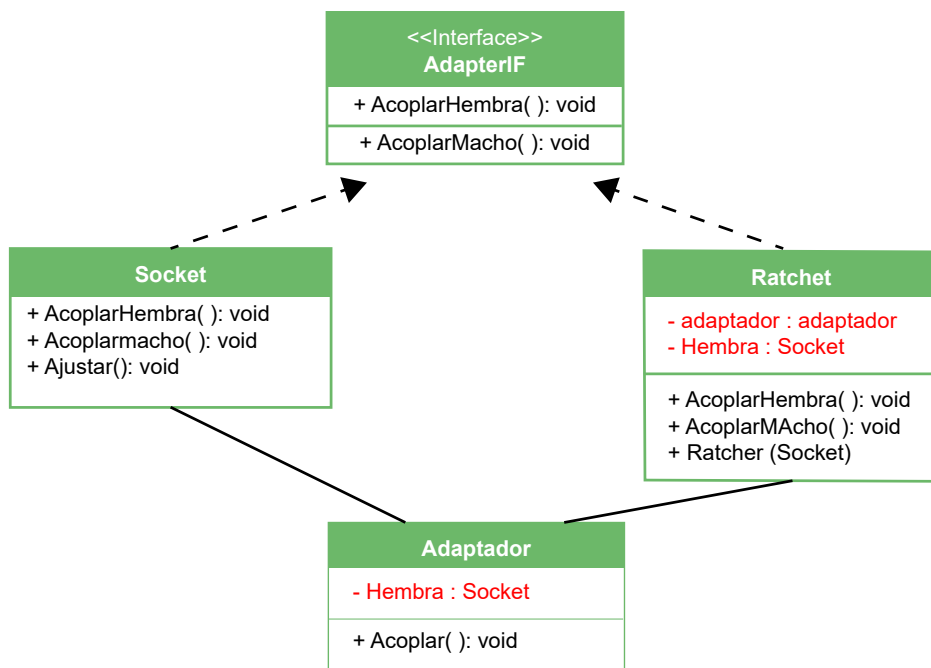 <<Interface>>
AdapterIF
+ AcoplarHembra( ): void
+ AcoplarMacho( ): void
Socket
+ AcoplarHembra( ): void
+ Acoplarmacho( ): void
+ Ajustar(): void
Ratchet
- adaptador : adaptador
- Hembra : Socket
+ AcoplarHembra( ): void
+ AcoplarMAcho( ): void
+ Ratcher (Socket)
Adaptador
- Hembra : Socket
+ Acoplar( ): void